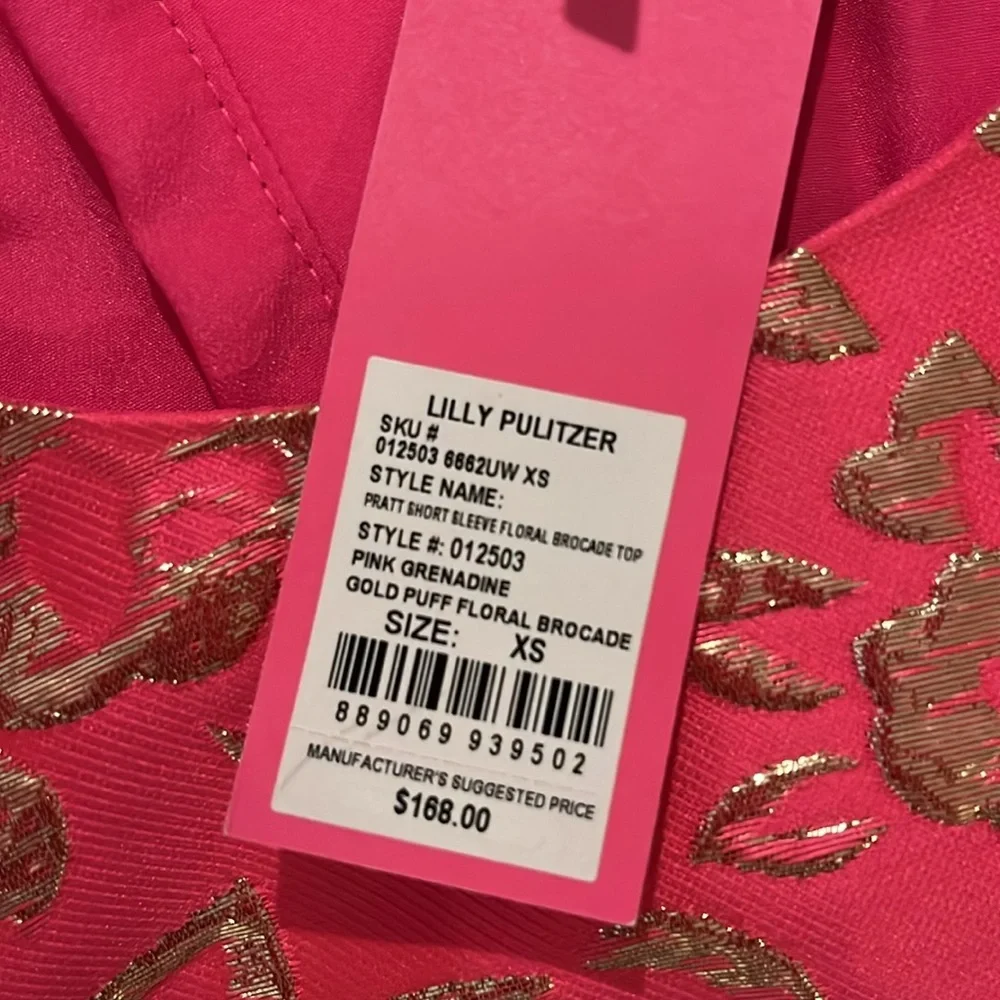 LILLY PULITZER
SKU #
012503 6662UW XS
STYLE NAME:
PRATT SHORT SLEEVE FLORAL BROCADE TOP
STYLE #: 012503
PINK GRENADINE
GOLD PUFF FLORAL BROCADE
SIZE: XS
889069 939502
MANUFACTURER'S SUGGESTED PRICE
$168.00